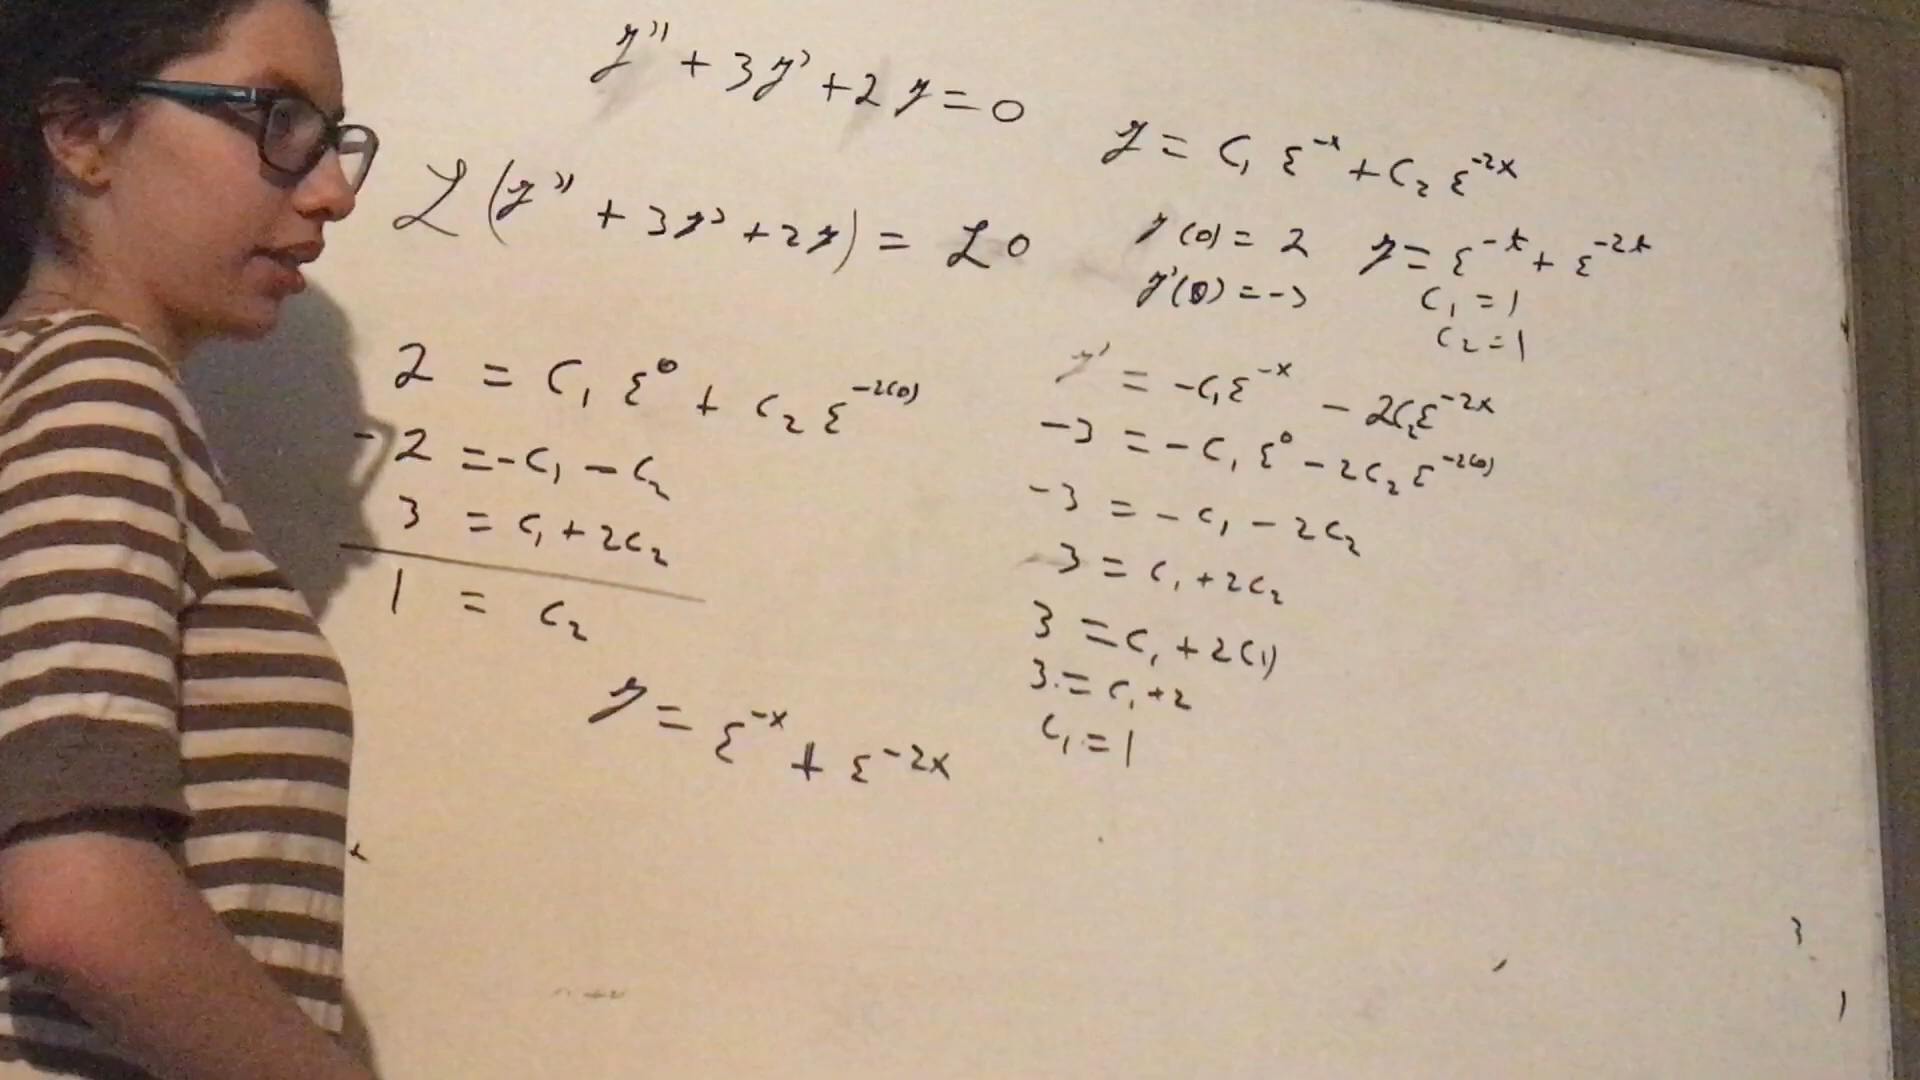 y'' + 3y' + 2y = 0
L(y'' + 3y' + 2y) = L0
2 = C₁ ε⁰ + C₂ ε⁻²⁽⁰⁾
-2 = -C₁ - C₂
3 = C₁ + 2C₂
1 = C₂
y = ε⁻ˣ + ε⁻²ˣ
y = C₁ ε⁻ˣ + C₂ ε⁻²ˣ
y(0) = 2 y = ε⁻ᵗ + ε⁻²ᵗ
y'(0) = -3 C₁ = 1
C₂ = 1
y' = -C₁ε⁻ˣ - 2C₂ε⁻²ˣ
-3 = -C₁ ε⁰ - 2C₂ ε⁻²⁽⁰⁾
-3 = -C₁ - 2C₂
3 = C₁ + 2C₂
3 = C₁ + 2(1)
3 = C₁ + 2
C₁ = 1